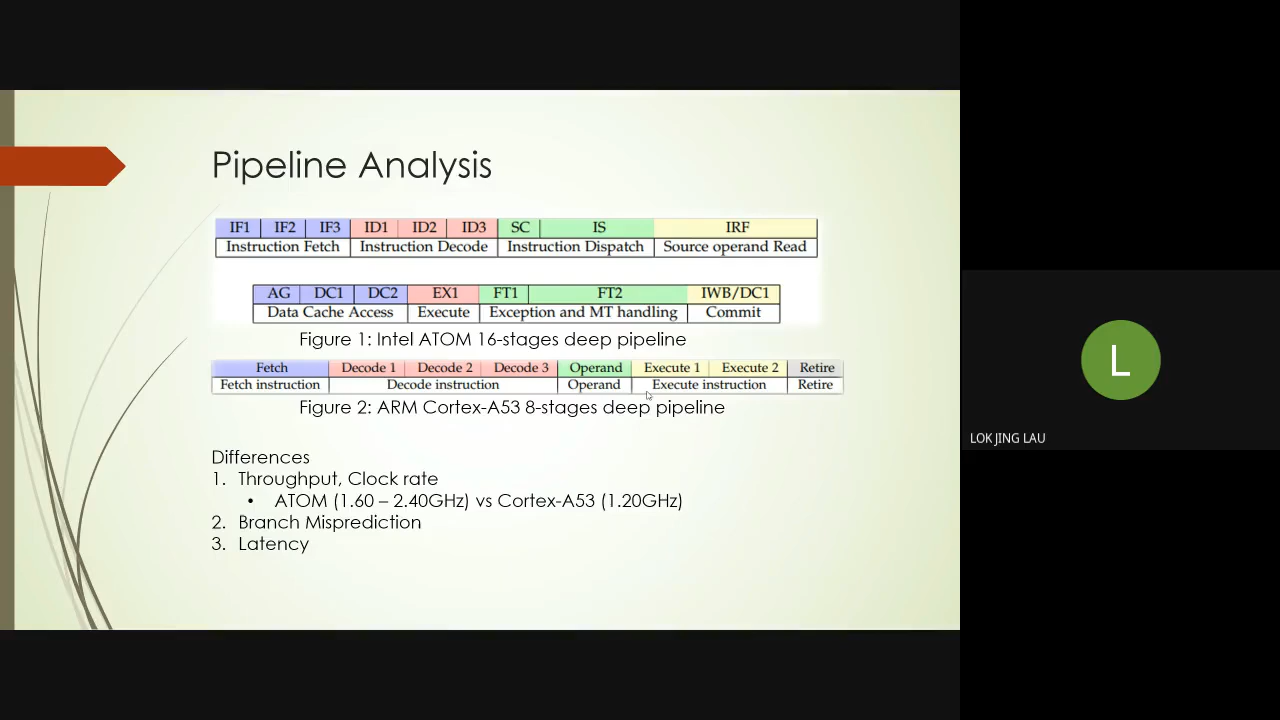 Pipeline Analysis
IF1 IF2 IF3 ID1 ID2 ID3 SC IS IRF
Instruction Fetch Instruction Decode Instruction Dispatch Source operand Read
AG DC1 DC2 EX1 FT1 FT2 IWB/DC1
Data Cache Access Execute Exception and MT handling Commit
Figure 1: Intel ATOM 16-stages deep pipeline
Fetch Decode 1 Decode 2 Decode 3 Operand Execute 1 Execute 2 Retire
Fetch instruction Decode instruction Operand Execute instruction Retire
Figure 2: ARM Cortex-A53 8-stages deep pipeline
Differences
1. Throughput, Clock rate
• ATOM (1.60 – 2.40GHz) vs Cortex-A53 (1.20GHz)
2. Branch Misprediction
3. Latency
L
LOK JING LAU